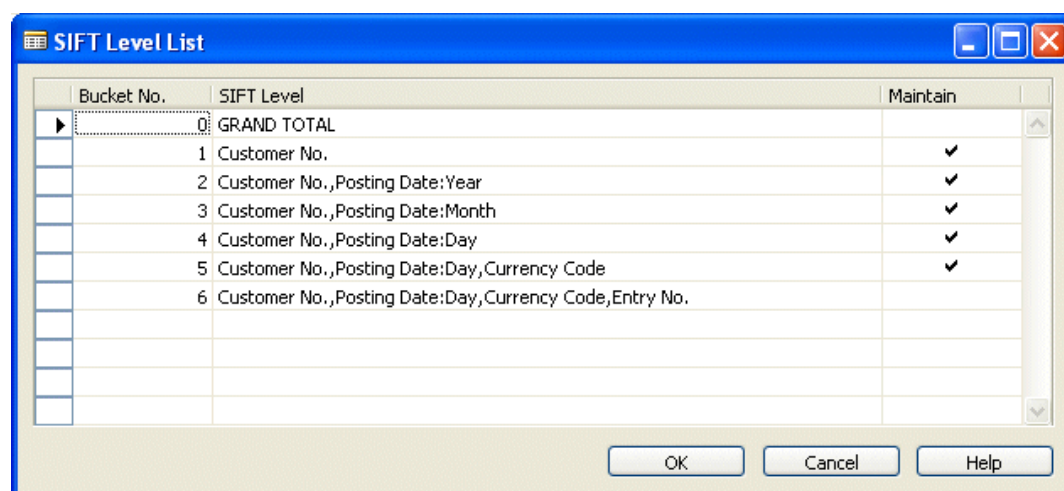 SIFT Level List
Bucket No. SIFT Level Maintain
0 GRAND TOTAL
1 Customer No.
2 Customer No.,Posting Date:Year
3 Customer No.,Posting Date:Month
4 Customer No.,Posting Date:Day
5 Customer No.,Posting Date:Day,Currency Code
6 Customer No.,Posting Date:Day,Currency Code,Entry No.
OK Cancel Help